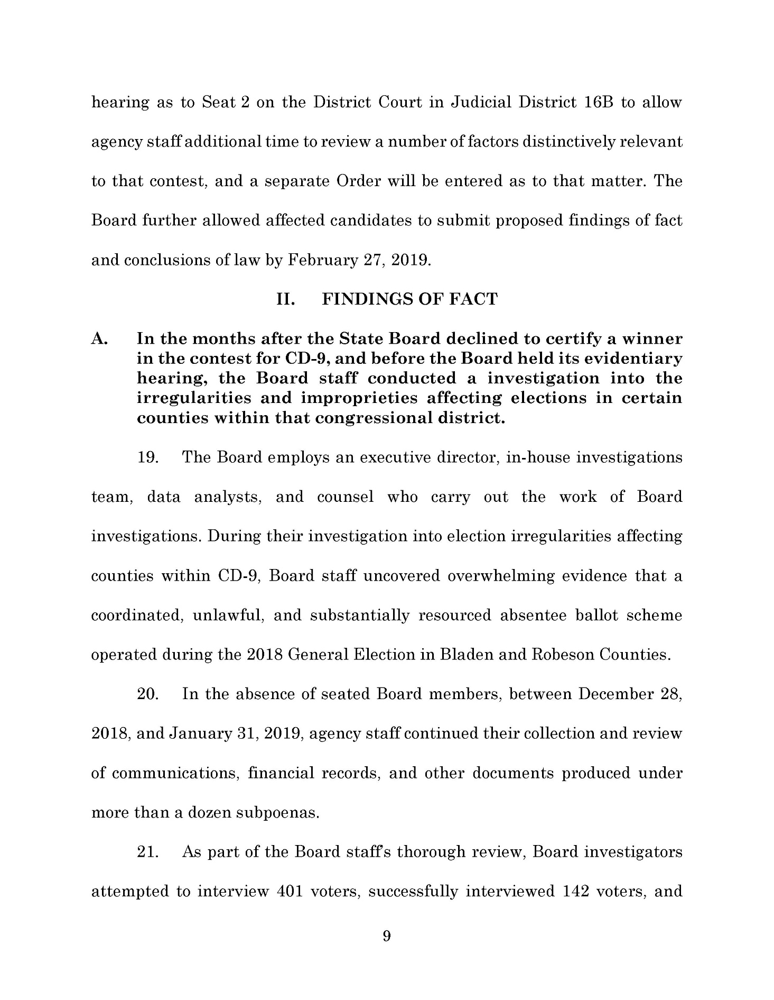 hearing as to Seat 2 on the District Court in Judicial District 16B to allow
agency staff additional time to review a number of factors distinctively relevant
to that contest, and a separate Order will be entered as to that matter. The
Board further allowed affected candidates to submit proposed findings of fact
and conclusions of law by February 27, 2019.
II. FINDINGS OF FACT
A. In the months after the State Board declined to certify a winner
in the contest for CD-9, and before the Board held its evidentiary
hearing, the Board staff conducted a investigation into the
irregularities and improprieties affecting elections in certain
counties within that congressional district.
19. The Board employs an executive director, in-house investigations
team, data analysts, and counsel who carry out the work of Board
investigations. During their investigation into election irregularities affecting
counties within CD-9, Board staff uncovered overwhelming evidence that a
coordinated, unlawful, and substantially resourced absentee ballot scheme
operated during the 2018 General Election in Bladen and Robeson Counties.
20. In the absence of seated Board members, between December 28,
2018, and January 31, 2019, agency staff continued their collection and review
of communications, financial records, and other documents produced under
more than a dozen subpoenas.
21. As part of the Board staff's thorough review, Board investigators
attempted to interview 401 voters, successfully interviewed 142 voters, and
9